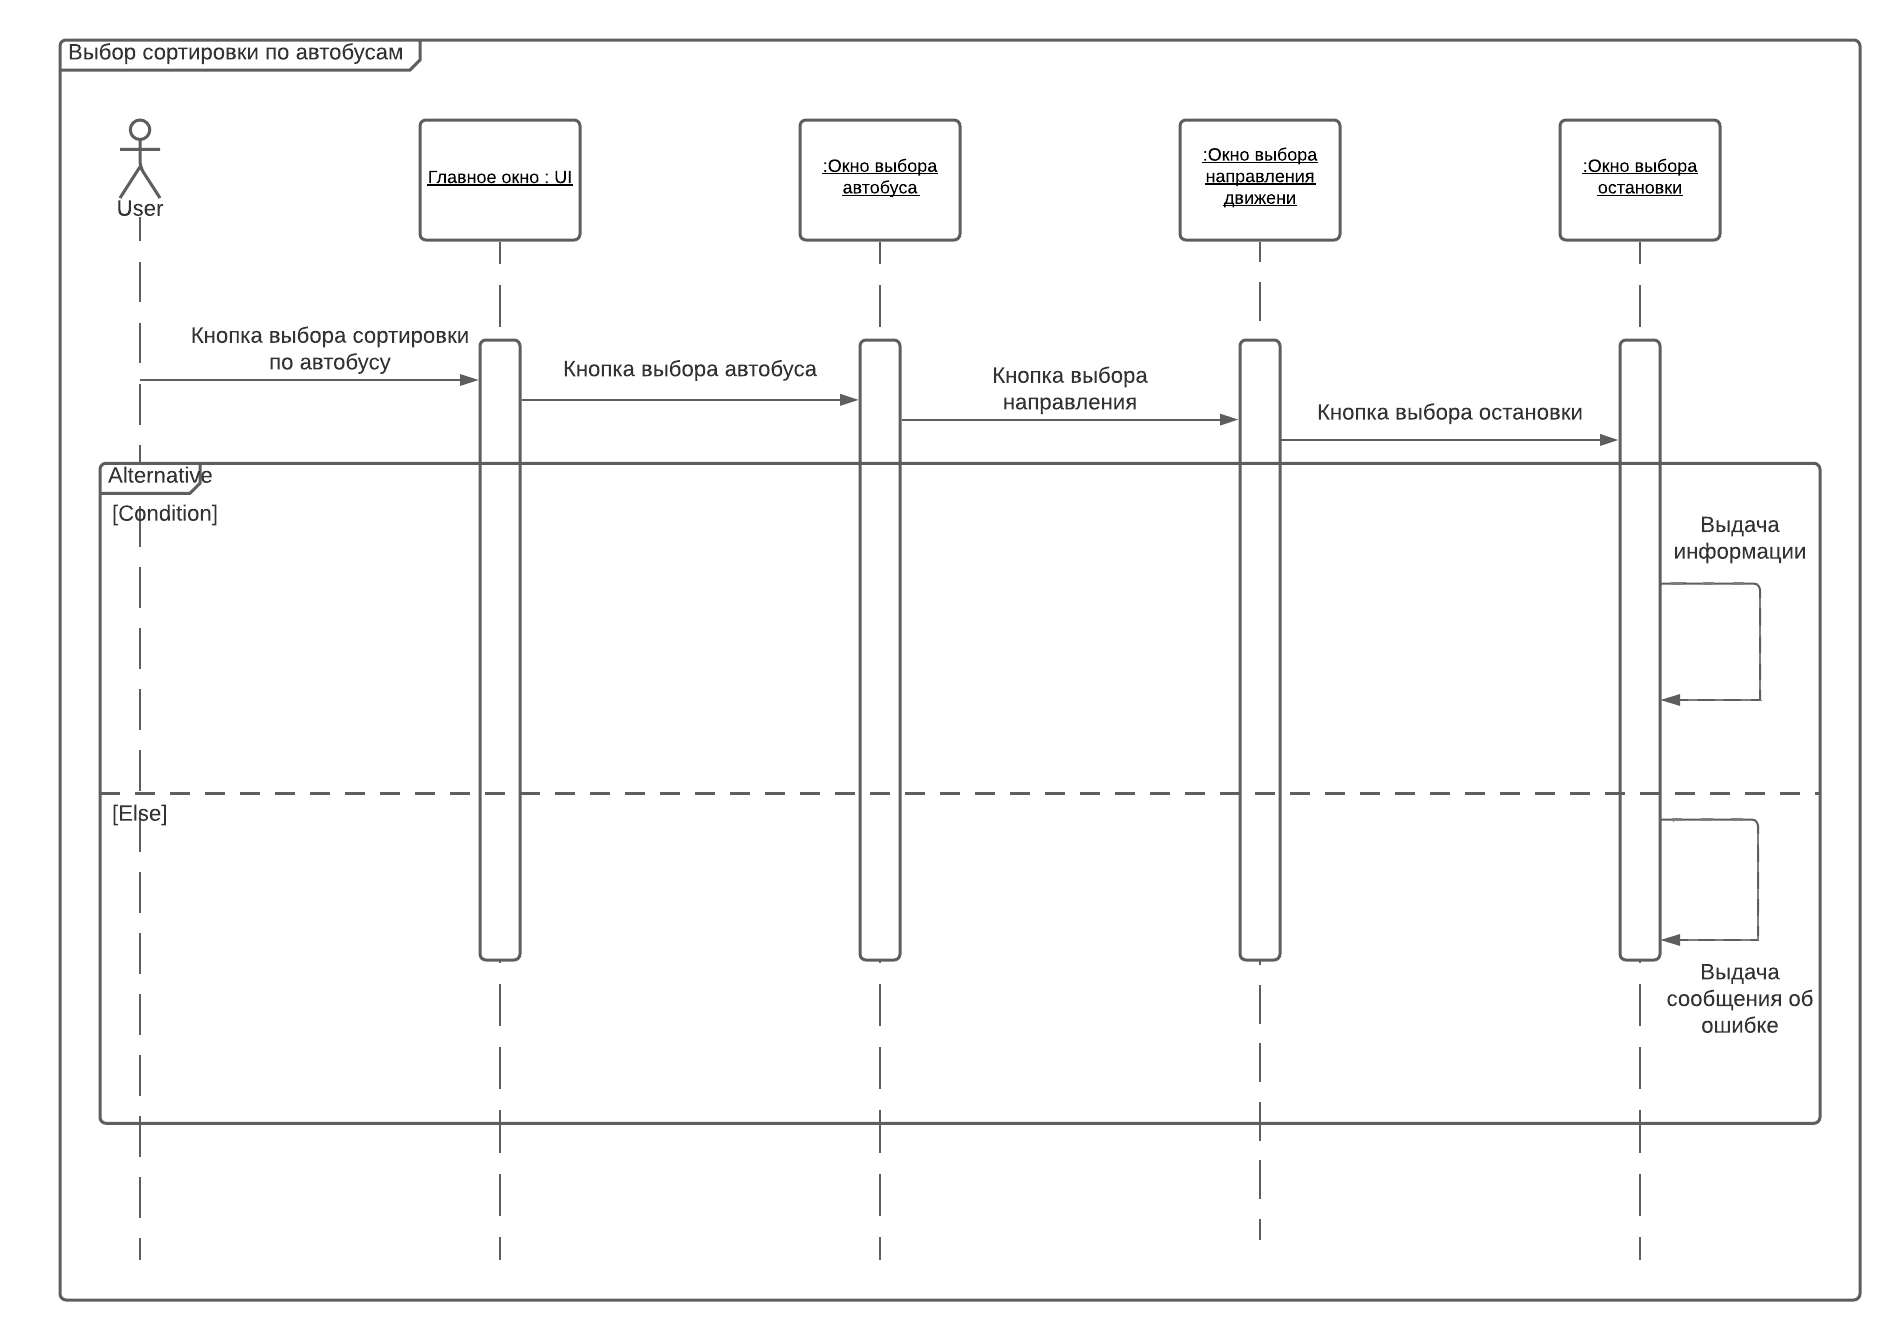 Выбор сортировки по автобусам
User
Главное окно : UI
:Окно выбора
автобуса
:Окно выбора
направления
движени
:Окно выбора
остановки
Кнопка выбора сортировки
по автобусу
Кнопка выбора автобуса
Кнопка выбора
направления
Кнопка выбора остановки
Alternative
[Condition]
Выдача
информации
[Else]
Выдача
сообщения об
ошибке